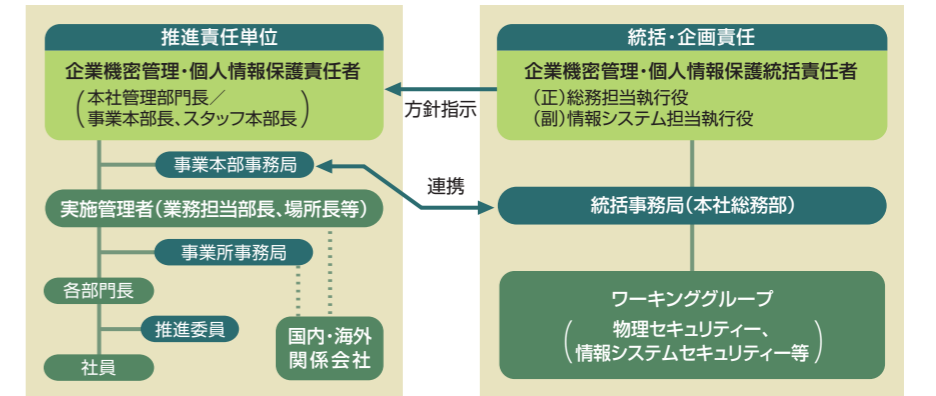 推進責任単位
企業機密管理・個人情報保護責任者
(本社管理部門長／
事業本部長、スタッフ本部長)
事業本部事務局
実施管理者(業務担当部長、場所長等)
事業所事務局
各部門長
推進委員
社員
国内・海外
関係会社
方針指示
連携
統括・企画責任
企業機密管理・個人情報保護統括責任者
(正)総務担当執行役
(副)情報システム担当執行役
統括事務局(本社総務部)
ワーキンググループ
(物理セキュリティー、
情報システムセキュリティー等)